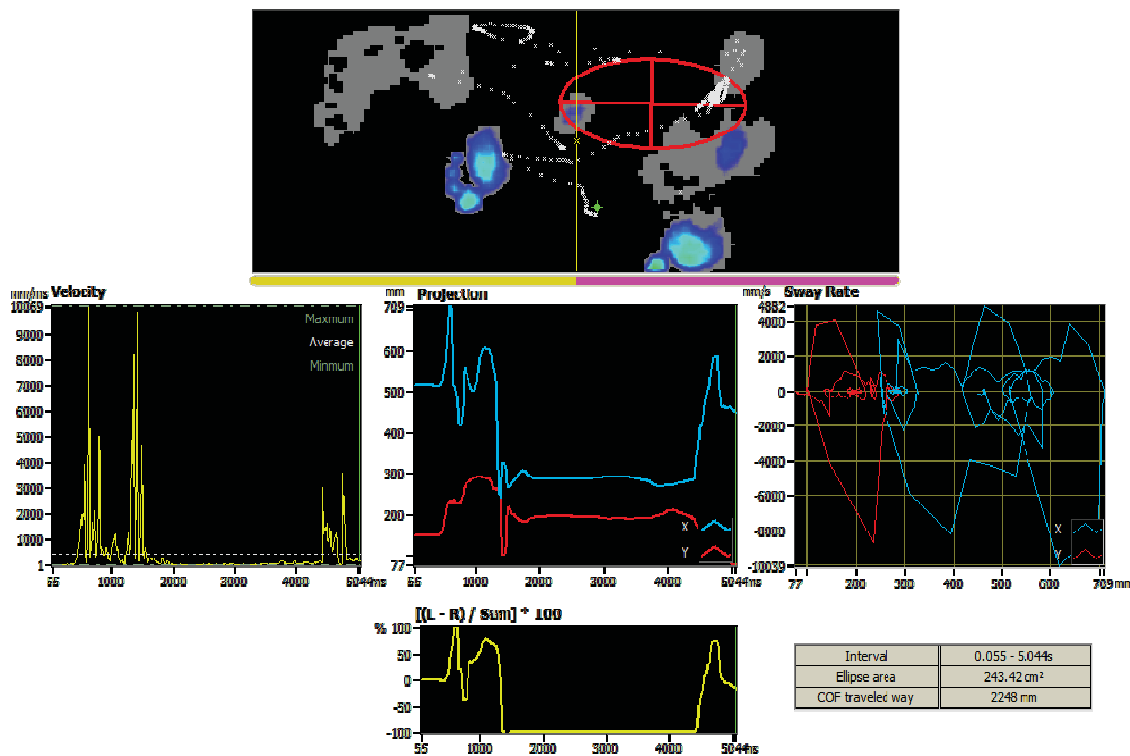 mm/ms Velocity
10069
9000
8000
7000
6000
5000
4000
3000
2000
1000
1
55 1000 2000 3000 4000 5044ms
Maxmum
Average
Minmum
mm Projection
709
600
500
400
300
200
77
55 1000 2000 3000 4000 5044ms
X
Y
mm/s Sway Rate
4882
4000
2000
0
-2000
-4000
-6000
-8000
-10039
77 200 300 400 500 600 709 mm
X
Y
[(L - R) / Sum] * 100
% 100
50
0
-50
-100
55 1000 2000 3000 4000 5044ms
Interval 0.055 - 5.044s
Ellipse area 243.42 cm²
COF traveled way 2248 mm